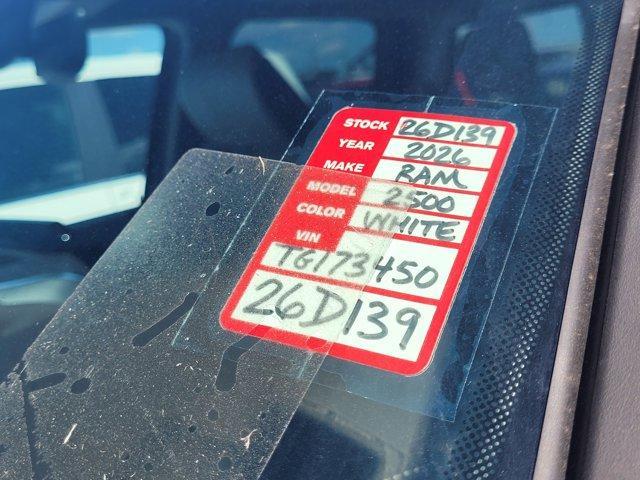 STOCK 26D139
YEAR 2026
MAKE RAM
MODEL 2500
COLOR WHITE
VIN
TG173450
26D139